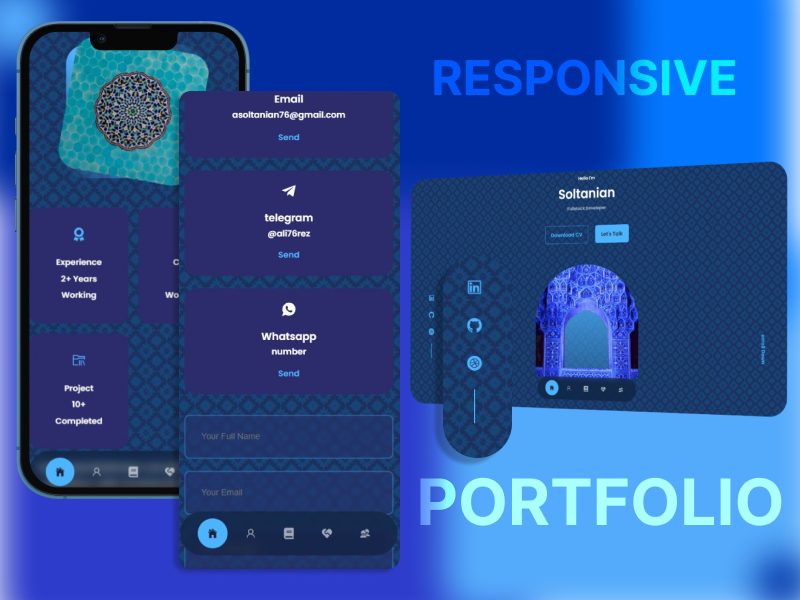 RESPONSIVE
Email
asoltanian76@gmail.com
Send
telegram
@ali76rez
Send
Whatsapp
number
Send
Your Full Name
Your Email
Experience
2+ Years
Working
C
Wo
Project
10+
Completed
Hello I'm
Soltanian
Fullstack Developer
Download CV
Let's Talk
Scroll Down
PORTFOLIO